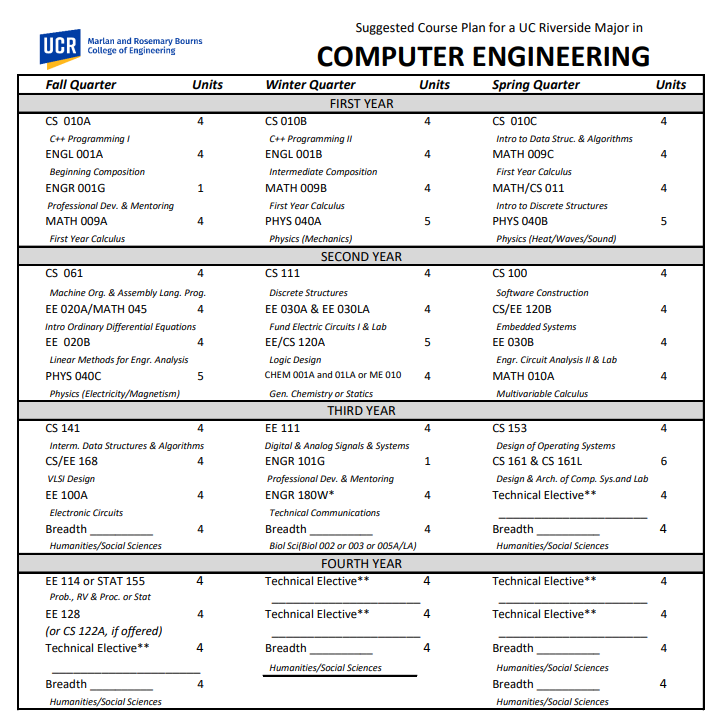 UCR Marlan and Rosemary Bourns
College of Engineering
Suggested Course Plan for a UC Riverside Major in
COMPUTER ENGINEERING
Fall Quarter Units Winter Quarter Units Spring Quarter Units
FIRST YEAR
CS 010A 4 CS 010B 4 CS 010C 4
C++ Programming I C++ Programming II Intro to Data Struc. & Algorithms
ENGL 001A 4 ENGL 001B 4 MATH 009C 4
Beginning Composition Intermediate Composition First Year Calculus
ENGR 001G 1 MATH 009B 4 MATH/CS 011 4
Professional Dev. & Mentoring First Year Calculus Intro to Discrete Structures
MATH 009A 4 PHYS 040A 5 PHYS 040B 5
First Year Calculus Physics (Mechanics) Physics (Heat/Waves/Sound)
SECOND YEAR
CS 061 4 CS 111 4 CS 100 4
Machine Org. & Assembly Lang. Prog. Discrete Structures Software Construction
EE 020A/MATH 045 4 EE 030A & EE 030LA 4 CS/EE 120B 4
Intro Ordinary Differential Equations Fund Electric Circuits I & Lab Embedded Systems
EE 020B 4 EE/CS 120A 5 EE 030B 4
Linear Methods for Engr. Analysis Logic Design Engr. Circuit Analysis II & Lab
PHYS 040C 5 CHEM 001A and 01LA or ME 010 4 MATH 010A 4
Physics (Electricity/Magnetism) Gen. Chemistry or Statics Multivariable Calculus
THIRD YEAR
CS 141 4 EE 111 4 CS 153 4
Interm. Data Structures & Algorithms Digital & Analog Signals & Systems Design of Operating Systems
CS/EE 168 4 ENGR 101G 1 CS 161 & CS 161L 6
VLSI Design Professional Dev. & Mentoring Design & Arch. of Comp. Sys.and Lab
EE 100A 4 ENGR 180W* 4 Technical Elective** 4
Electronic Circuits Technical Communications ______________________
Breadth __________ 4 Breadth __________ 4 Breadth __________ 4
Humanities/Social Sciences Biol Sci(Biol 002 or 003 or 005A/LA) Humanities/Social Sciences
FOURTH YEAR
EE 114 or STAT 155 4 Technical Elective** 4 Technical Elective** 4
Prob., RV & Proc. or Stat ______________________ ______________________
EE 128 4 Technical Elective** 4 Technical Elective** 4
(or CS 122A, if offered) ______________________ ______________________
Technical Elective** 4 Breadth __________ 4 Breadth __________ 4
______________________ Humanities/Social Sciences Humanities/Social Sciences
Breadth __________ 4 Breadth __________ 4
Humanities/Social Sciences Humanities/Social Sciences